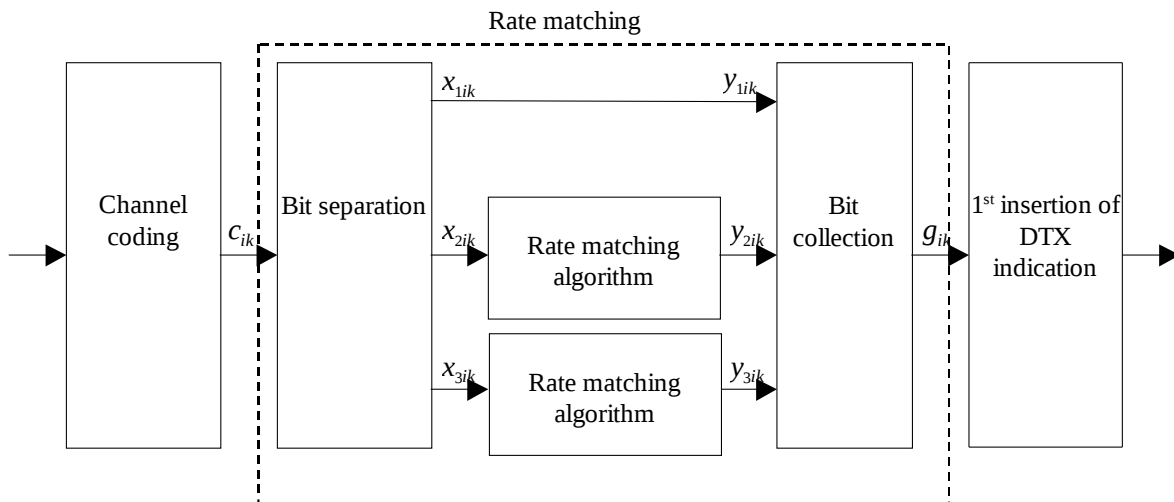 Rate matching
Channel
coding
c_ik
Bit separation
x_1ik
x_2ik
x_3ik
Rate matching
algorithm
Rate matching
algorithm
y_1ik
y_2ik
y_3ik
Bit
collection
g_ik
1st insertion of
DTX
indication